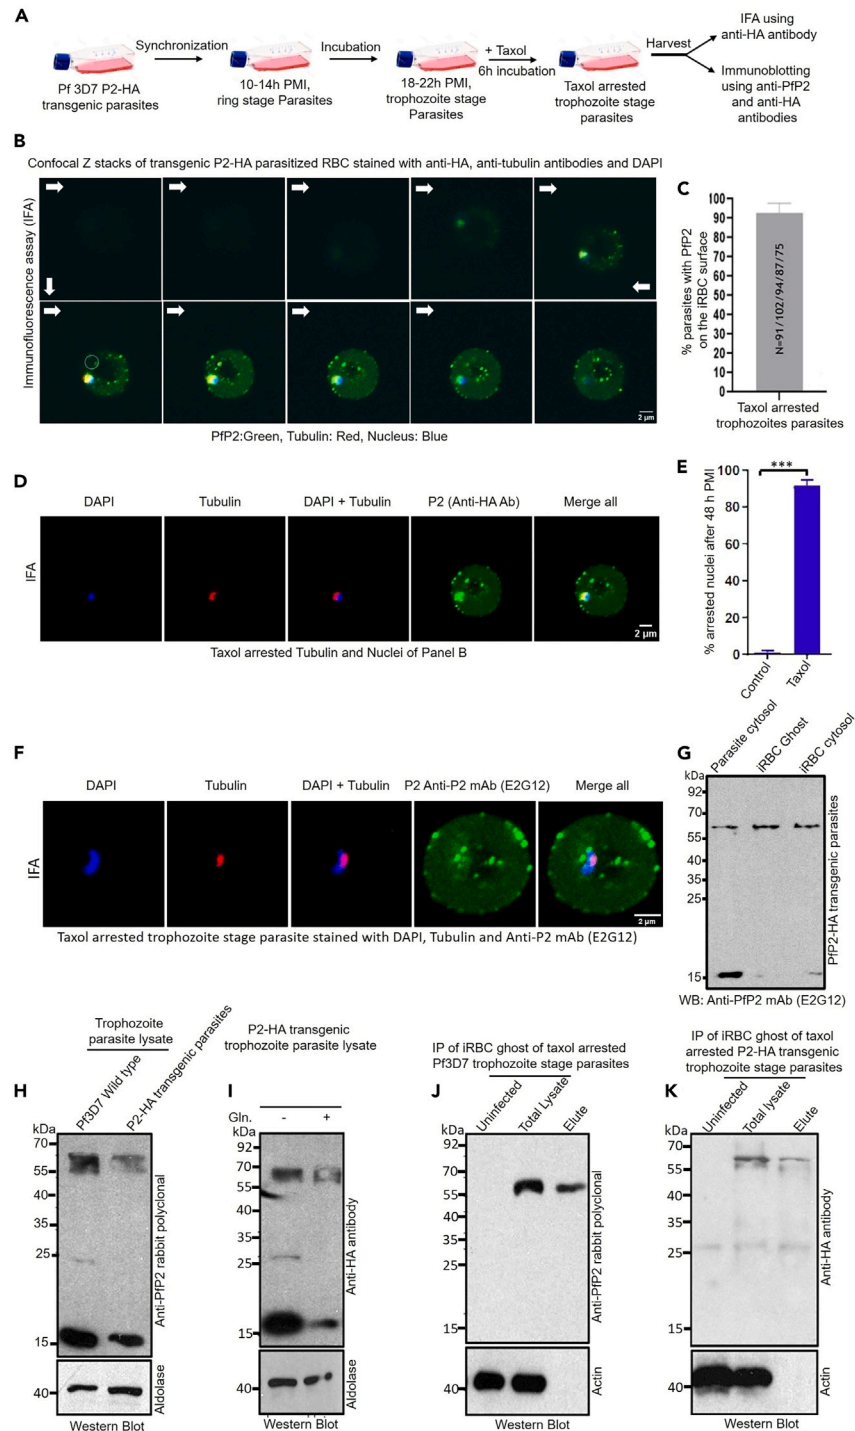 A
Pf 3D7 P2-HA
transgenic parasites
Synchronization
10-14h PMI,
ring stage Parasites
Incubation
18-22h PMI,
trophozoite stage
Parasites
+ Taxol
6h incubation
Taxol arrested
trophozoite stage
parasites
Harvest
IFA using
anti-HA antibody
Immunoblotting
using anti-PfP2
and anti-HA
antibodies
B
Confocal Z stacks of transgenic P2-HA parasitized RBC stained with anti-HA, anti-tubulin antibodies and DAPI
Immunofluorescence assay (IFA)
2 µm
PfP2:Green, Tubulin: Red, Nucleus: Blue
C
% parasites with PfP2
on the iRBC surface
100
90
80
70
60
50
40
30
20
10
0
N=91/102/94/87/75
Taxol arrested
trophozoites parasites
D
DAPI
Tubulin
DAPI + Tubulin
P2 (Anti-HA Ab)
Merge all
IFA
2 µm
Taxol arrested Tubulin and Nuclei of Panel B
E
% arrested nuclei after 48 h PMI
100
80
60
40
20
0
***
Control
Taxol
F
DAPI
Tubulin
DAPI + Tubulin
P2 Anti-P2 mAb (E2G12)
Merge all
IFA
2 µm
Taxol arrested trophozoite stage parasite stained with DAPI, Tubulin and Anti-P2 mAb (E2G12)
G
Parasite cytosol
iRBC Ghost
iRBC cytosol
kDa
92
70
55
40
35
25
15
PfP2-HA transgenic parasites
WB: Anti-PfP2 mAb (E2G12)
H
Trophozoite
parasite lysate
Pf3D7 Wild type
P2-HA transgenic parasites
kDa
70
55
40
35
25
15
Anti-PfP2 rabbit polyclonal
40
Aldolase
Western Blot
I
P2-HA transgenic
trophozoite parasite lysate
Gln.
-
+
kDa
92
70
55
40
35
25
15
Anti-HA antibody
40
Aldolase
Western Blot
J
IP of iRBC ghost of taxol arrested
Pf3D7 trophozoite stage parasites
Uninfected
Total Lysate
Elute
kDa
92
70
55
40
35
25
15
Anti-PfP2 rabbit polyclonal
40
Actin
Western Blot
K
IP of iRBC ghost of taxol
arrested P2-HA transgenic
trophozoite stage parasites
Uninfected
Total lysate
Elute
kDa
70
55
40
35
25
15
Anti-HA antibody
40
Actin
Western Blot